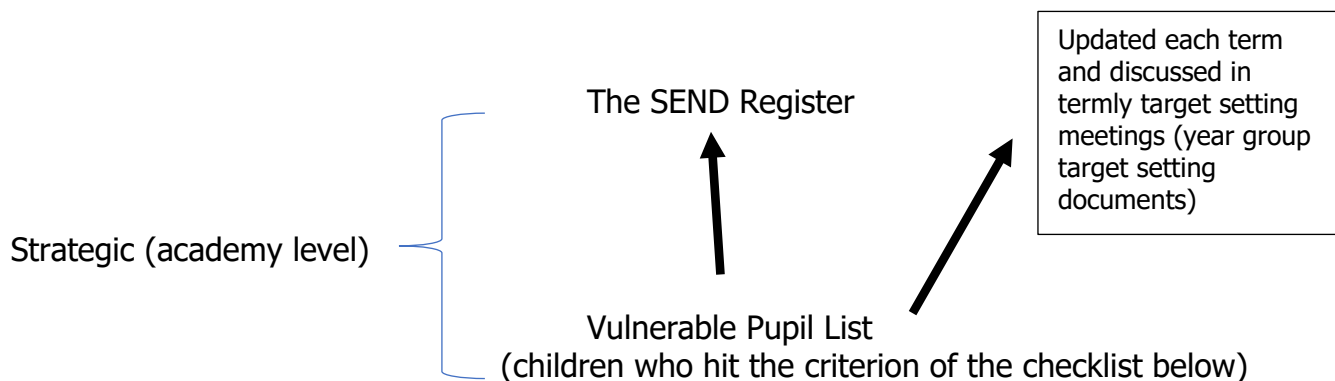 Updated each term
and discussed in
termly target setting
meetings (year group
target setting
documents)
The SEND Register
Strategic (academy level)
Vulnerable Pupil List
(children who hit the criterion of the checklist below)